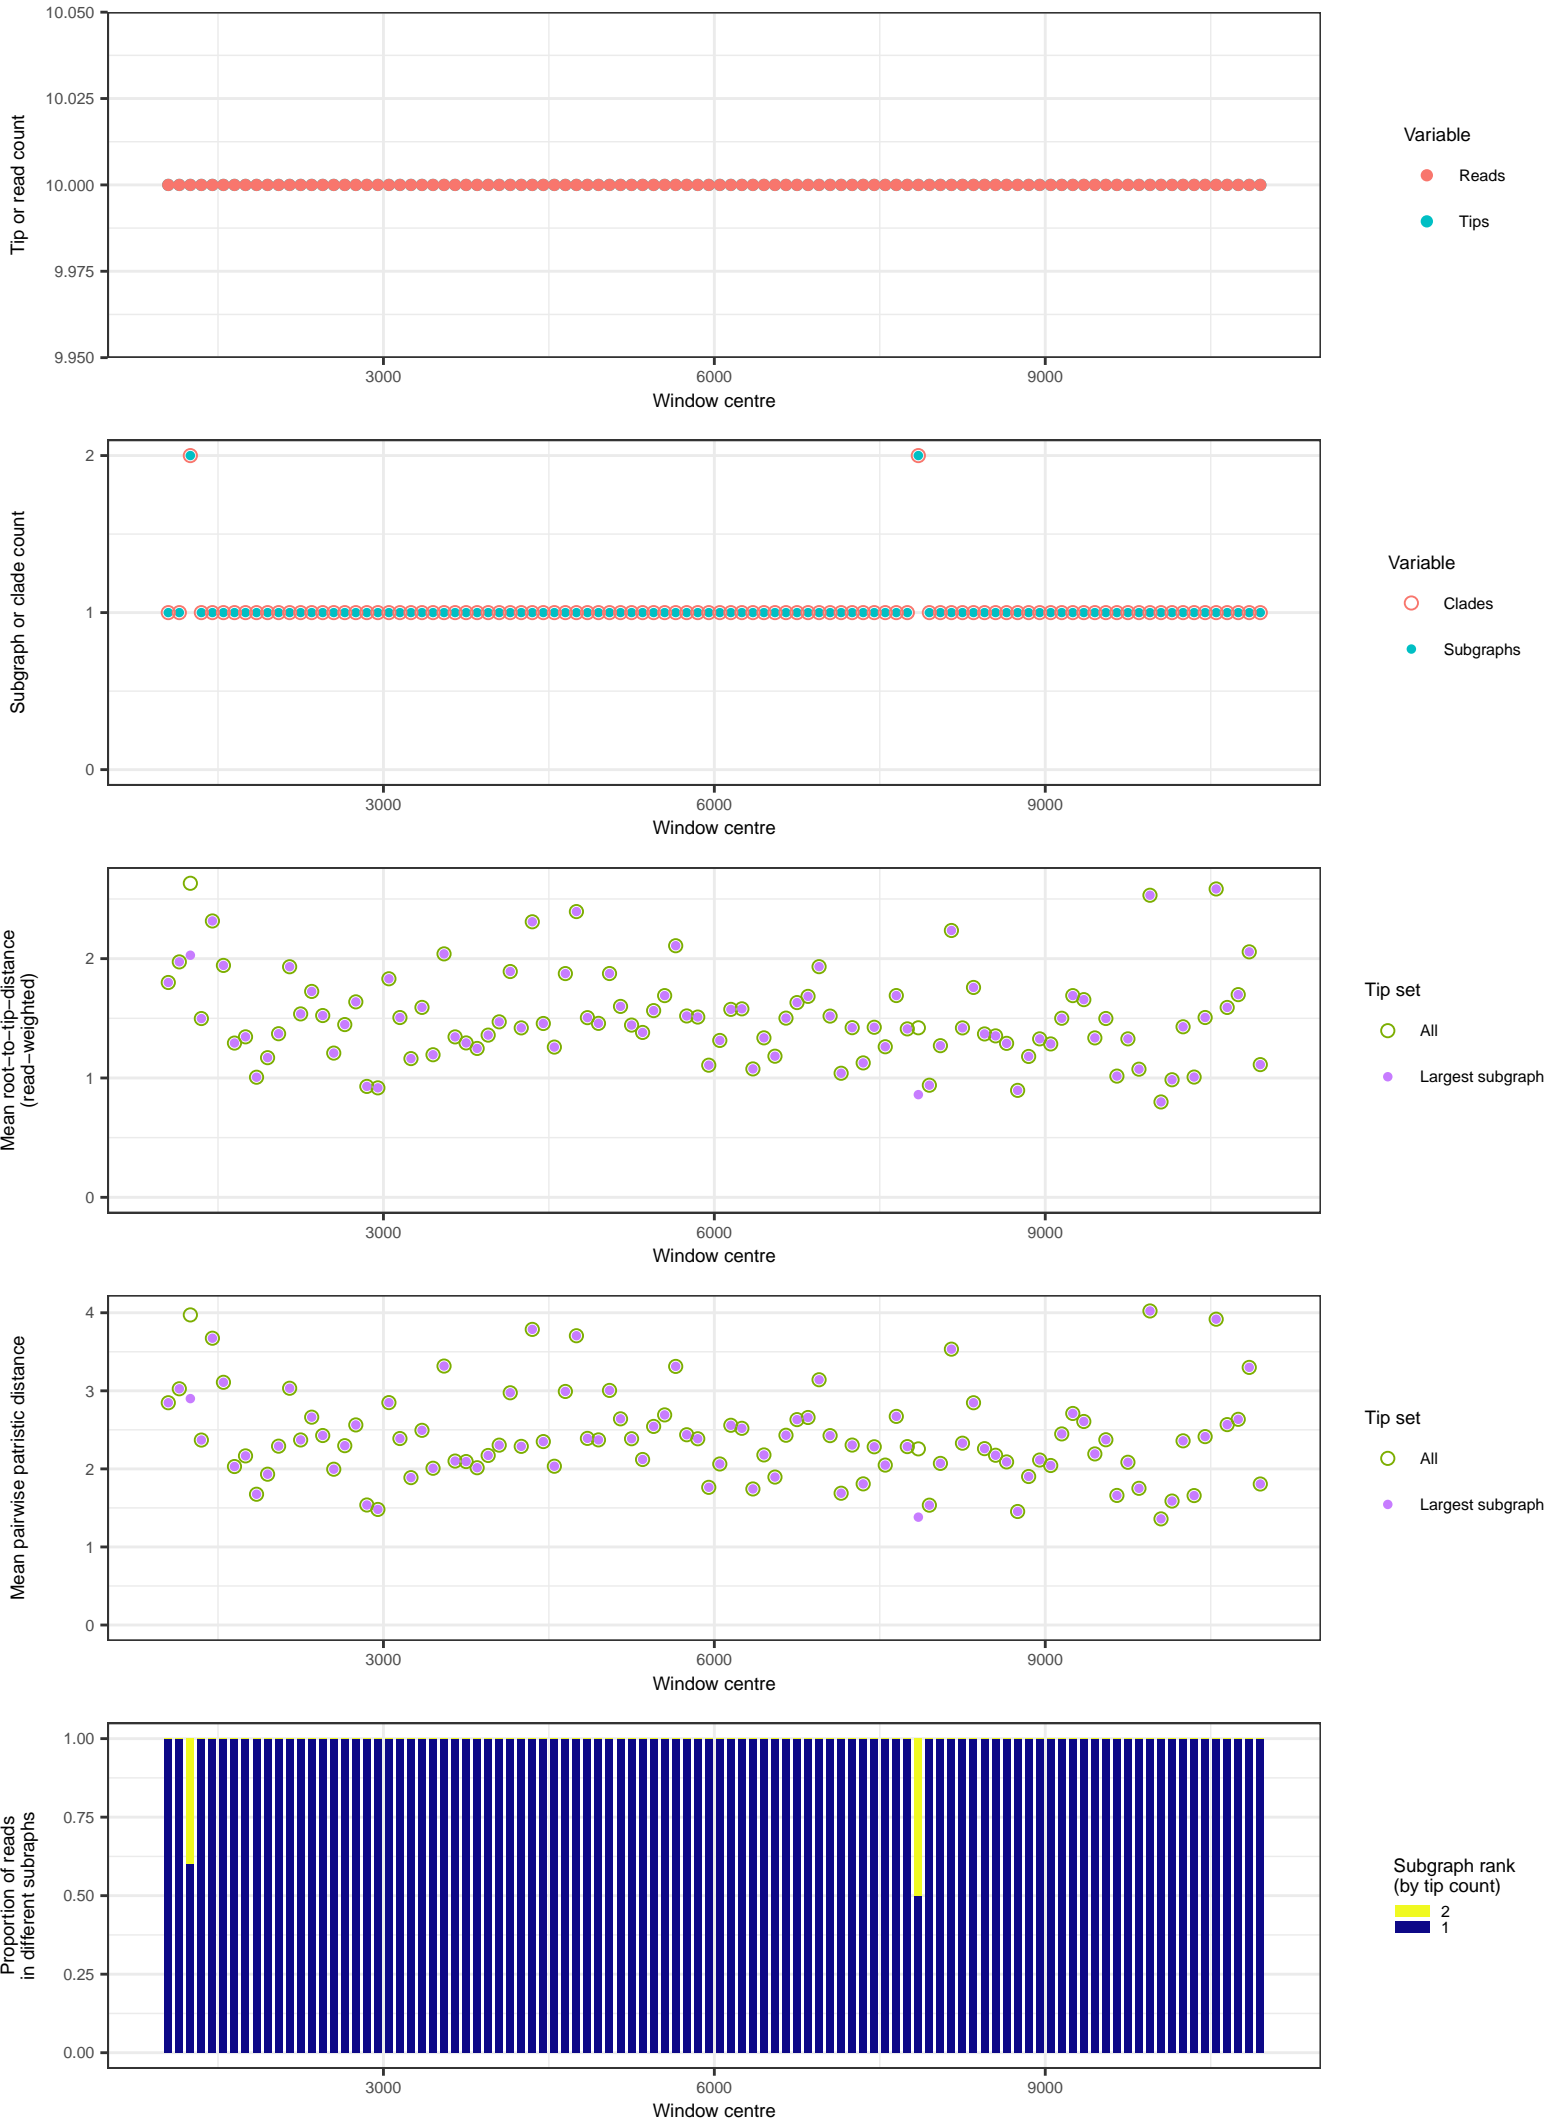 10.050
10.025
10.000
9.975
9.950
Tip or read count
3000 6000 9000
Window centre
Variable
Reads
Tips
2
1
0
Subgraph or clade count
3000 6000 9000
Window centre
Variable
Clades
Subgraphs
2
1
0
Mean root−to−tip−distance
(read−weighted)
3000 6000 9000
Window centre
Tip set
All
Largest subgraph
4
3
2
1
0
Mean pairwise patristic distance
3000 6000 9000
Window centre
Tip set
All
Largest subgraph
1.00
0.75
0.50
0.25
0.00
Proportion of reads
in different subraphs
3000 6000 9000
Window centre
Subgraph rank
(by tip count)
2
1